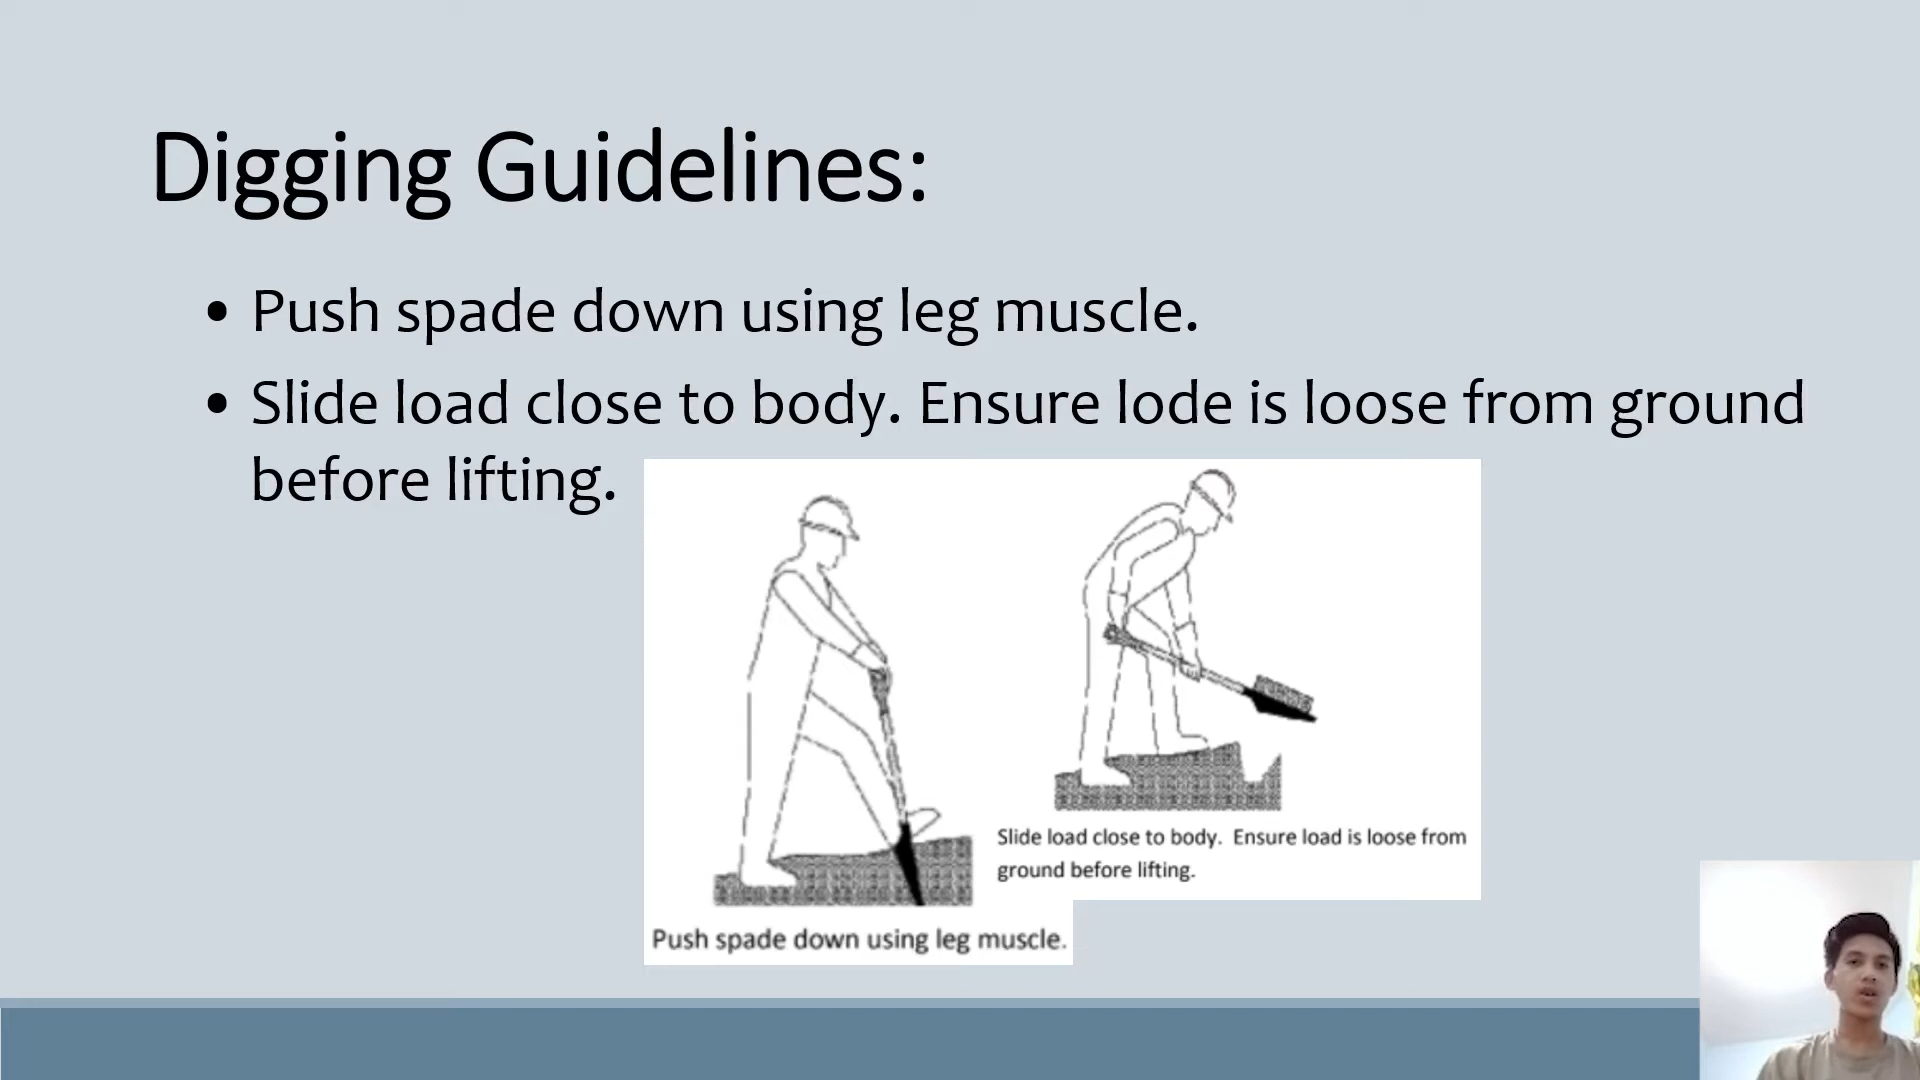 Digging Guidelines:
• Push spade down using leg muscle.
• Slide load close to body. Ensure lode is loose from ground
before lifting.
Slide load close to body. Ensure load is loose from
ground before lifting.
Push spade down using leg muscle.